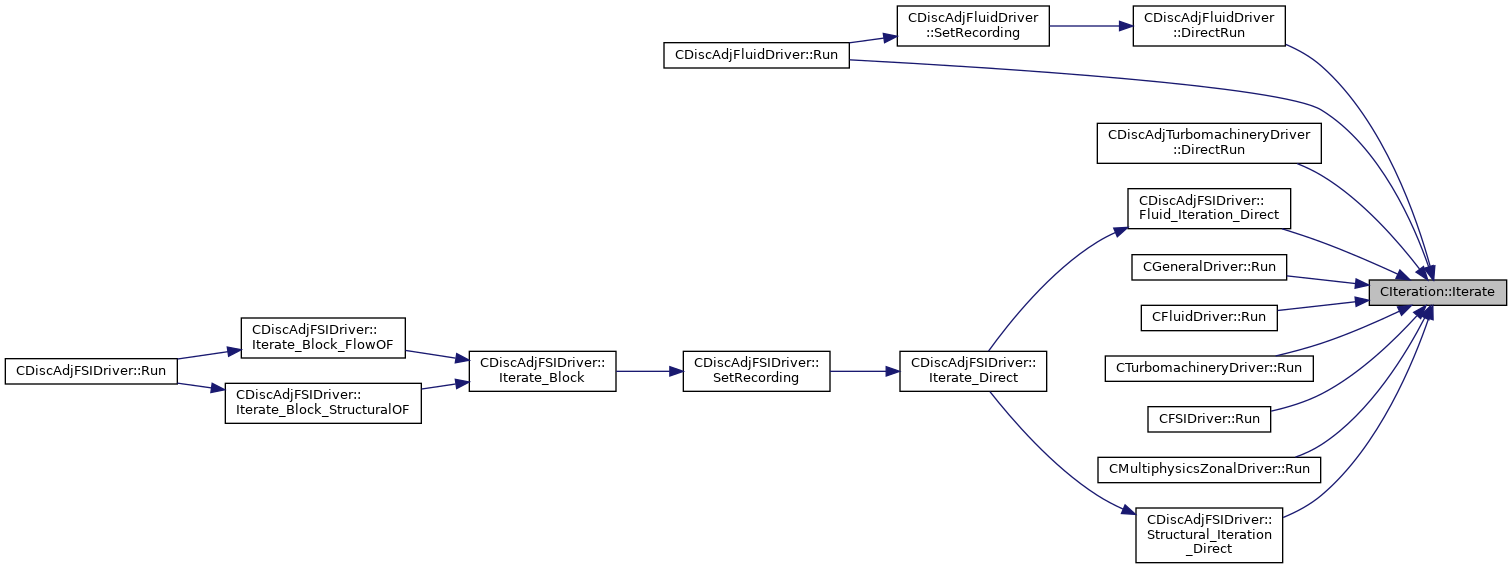 CDiscAdjFluidDriver
::SetRecording
CDiscAdjFluidDriver
::DirectRun
CDiscAdjFluidDriver::Run
CDiscAdjTurbomachineryDriver
::DirectRun
CDiscAdjFSIDriver::
Fluid_Iteration_Direct
CGeneralDriver::Run
CIteration::Iterate
CFluidDriver::Run
CDiscAdjFSIDriver::
Iterate_Block_FlowOF
CDiscAdjFSIDriver::Run
CDiscAdjFSIDriver::
Iterate_Block_StructuralOF
CDiscAdjFSIDriver::
Iterate_Block
CDiscAdjFSIDriver::
SetRecording
CDiscAdjFSIDriver::
Iterate_Direct
CTurbomachineryDriver::Run
CFSIDriver::Run
CMultiphysicsZonalDriver::Run
CDiscAdjFSIDriver::
Structural_Iteration
_Direct